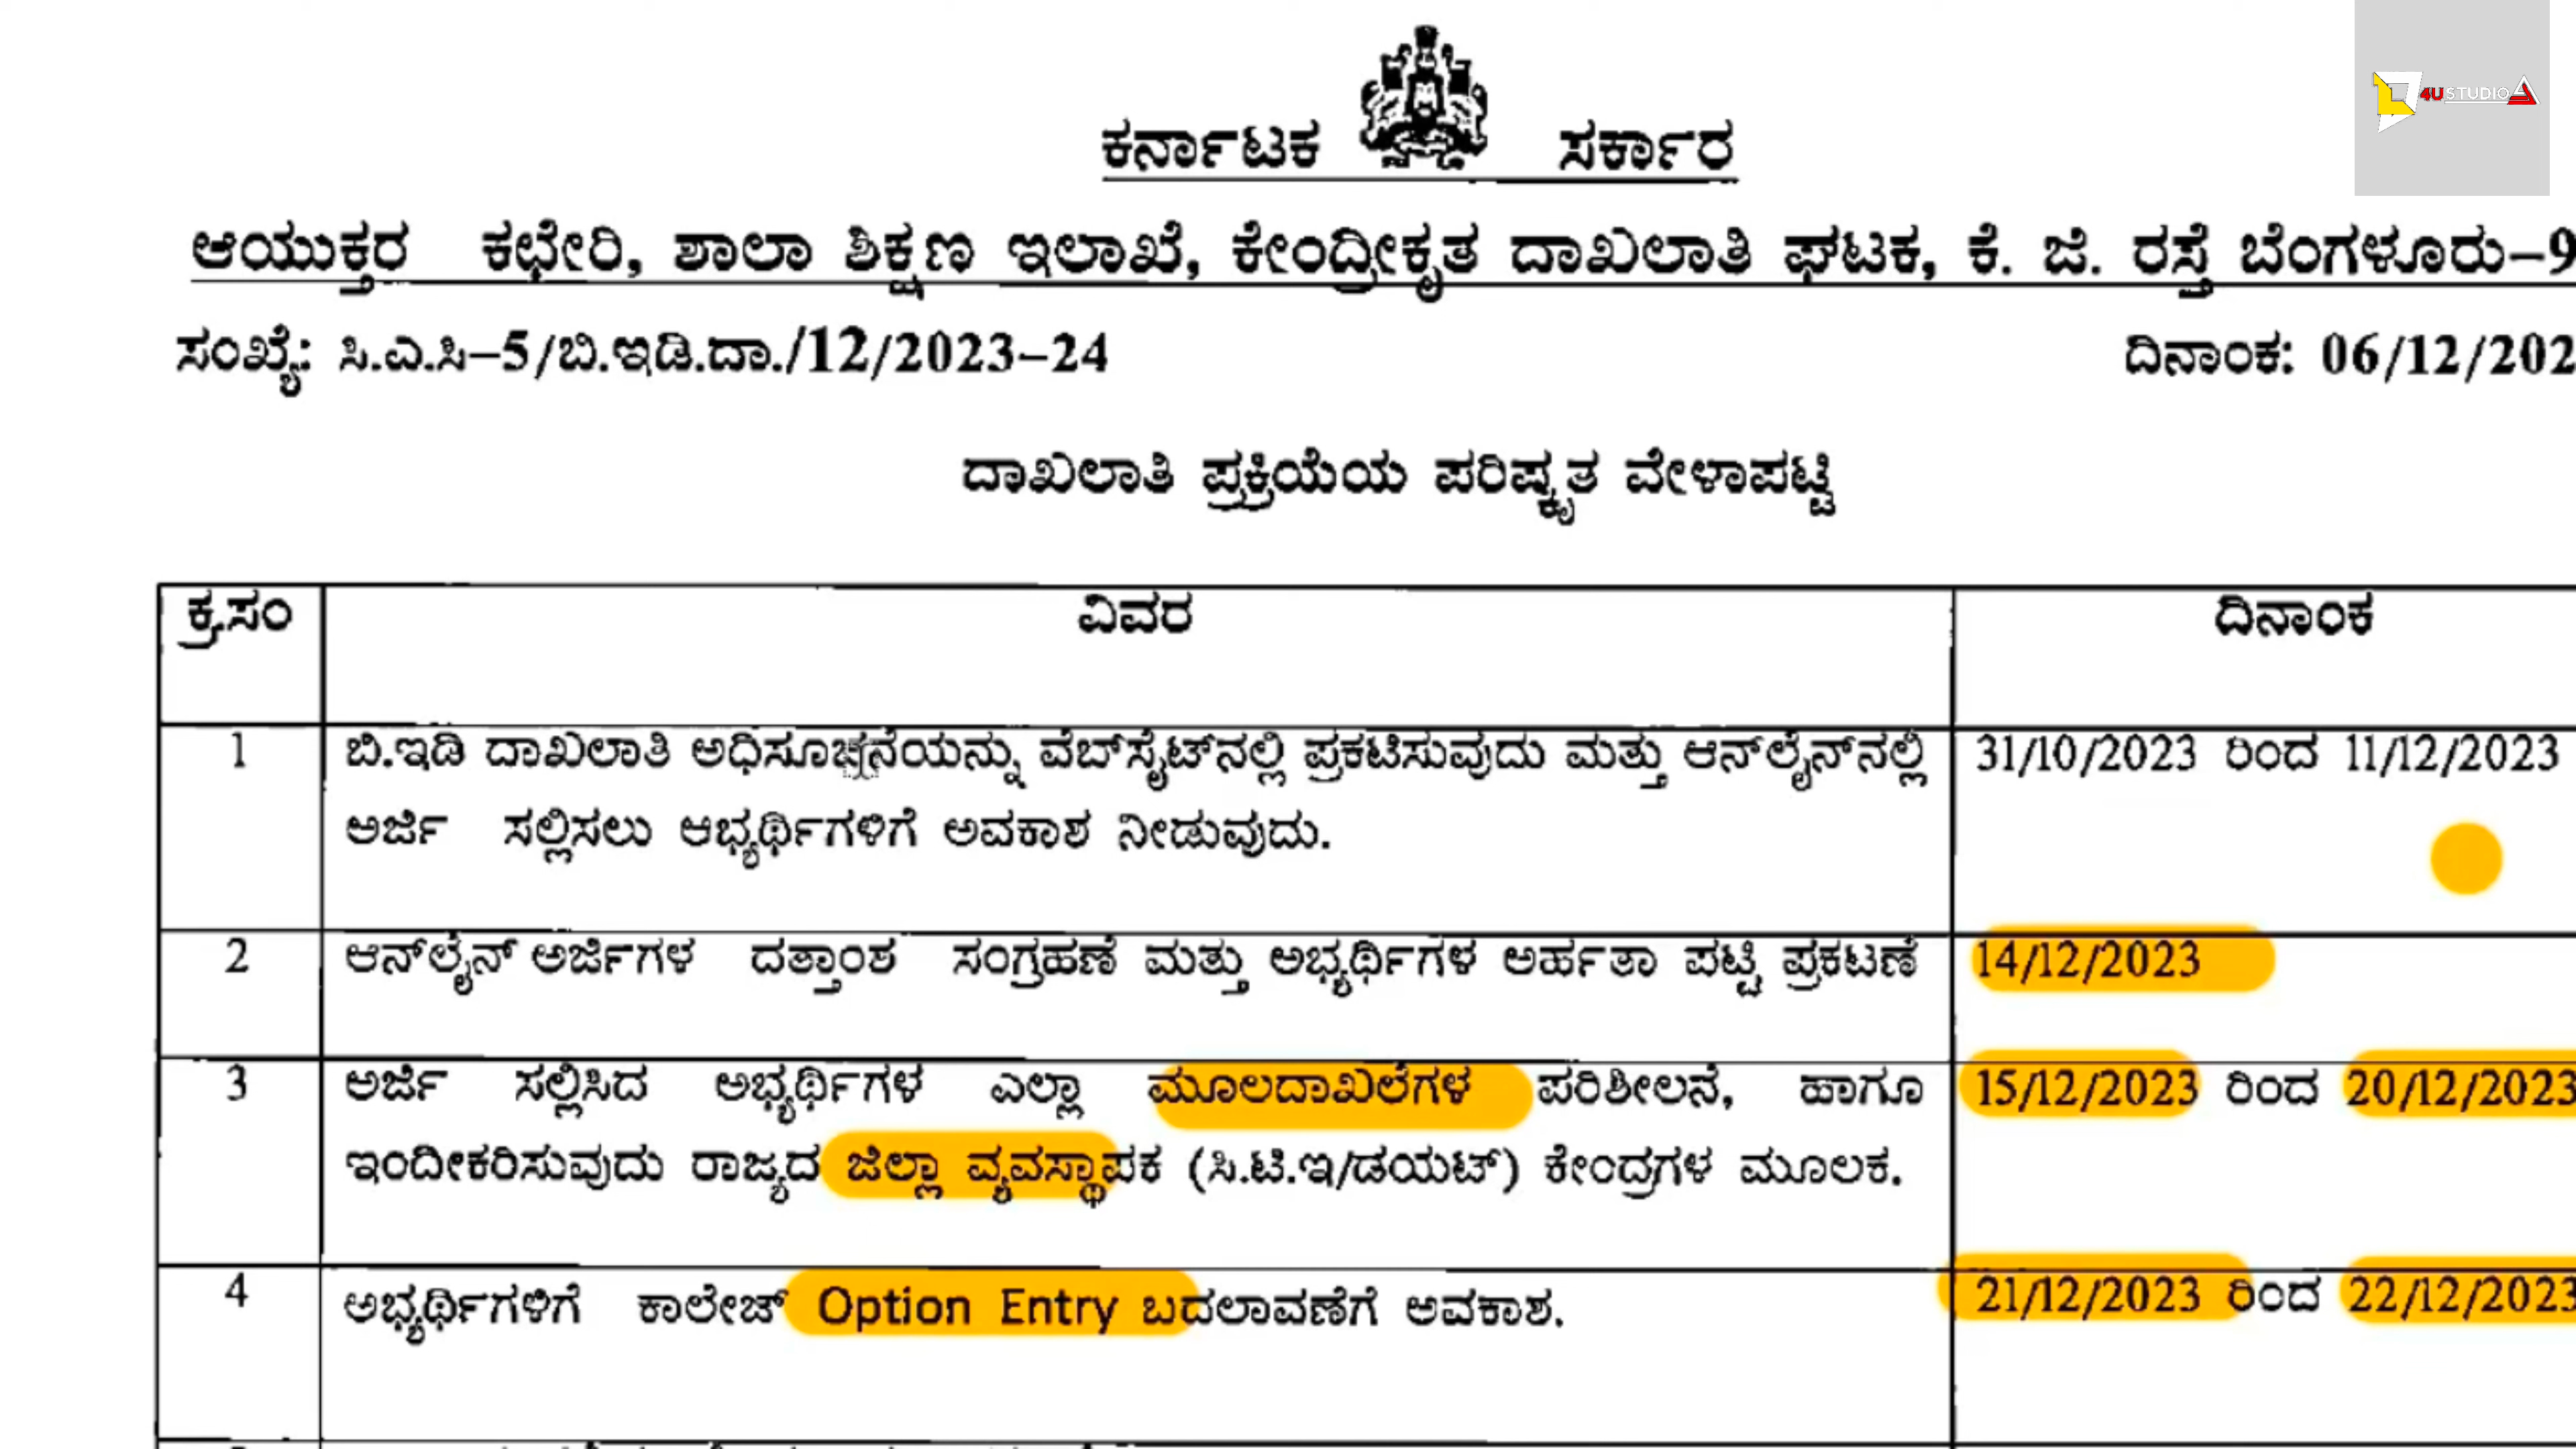 4U STUDIO
ಕರ್ನಾಟಕ ಸರ್ಕಾರ
ಆಯುಕ್ತರ ಕಛೇರಿ, ಶಾಲಾ ಶಿಕ್ಷಣ ಇಲಾಖೆ, ಕೇಂದ್ರೀಕೃತ ದಾಖಲಾತಿ ಘಟಕ, ಕೆ. ಜಿ. ರಸ್ತೆ ಬೆಂಗಳೂರು-9
ಸಂಖ್ಯೆ: ಸಿ.ಎ.ಸಿ-5/ಬಿ.ಇಡಿ.ದಾ./12/2023-24 ದಿನಾಂಕ: 06/12/202
ದಾಖಲಾತಿ ಪ್ರಕ್ರಿಯೆಯ ಪರಿಷ್ಕೃತ ವೇಳಾಪಟ್ಟಿ
ಕ್ರ.ಸಂ ವಿವರ ದಿನಾಂಕ
1 ಬಿ.ಇಡಿ ದಾಖಲಾತಿ ಅಧಿಸೂಚನೆಯನ್ನು ವೆಬ್‌ಸೈಟ್‌ನಲ್ಲಿ ಪ್ರಕಟಿಸುವುದು ಮತ್ತು ಆನ್‌ಲೈನ್‌ನಲ್ಲಿ 31/10/2023 ರಿಂದ 11/12/2023
ಅರ್ಜಿ ಸಲ್ಲಿಸಲು ಆಭ್ಯರ್ಥಿಗಳಿಗೆ ಅವಕಾಶ ನೀಡುವುದು.
2 ಆನ್‌ಲೈನ್ ಅರ್ಜಿಗಳ ದತ್ತಾಂಶ ಸಂಗ್ರಹಣೆ ಮತ್ತು ಅಭ್ಯರ್ಥಿಗಳ ಅರ್ಹತಾ ಪಟ್ಟಿ ಪ್ರಕಟಣೆ 14/12/2023
3 ಅರ್ಜಿ ಸಲ್ಲಿಸಿದ ಅಭ್ಯರ್ಥಿಗಳ ಎಲ್ಲಾ ಮೂಲದಾಖಲೆಗಳ ಪರಿಶೀಲನೆ, ಹಾಗೂ 15/12/2023 ರಿಂದ 20/12/2023
ಇಂದೀಕರಿಸುವುದು ರಾಜ್ಯದ ಜಿಲ್ಲಾ ವ್ಯವಸ್ಥಾಪಕ (ಸಿ.ಟಿ.ಇ/ಡಯಟ್) ಕೇಂದ್ರಗಳ ಮೂಲಕ.
4 ಅಭ್ಯರ್ಥಿಗಳಿಗೆ ಕಾಲೇಜ್ Option Entry ಬದಲಾವಣೆಗೆ ಅವಕಾಶ. 21/12/2023 ರಿಂದ 22/12/2023